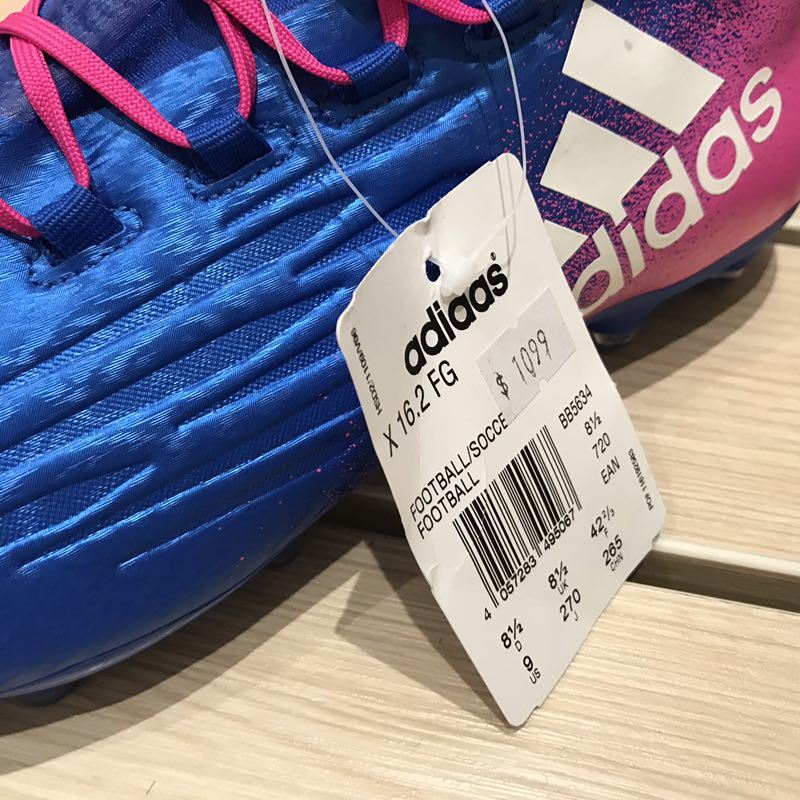 adidas
adidas®
$ 1099
X 16.2 FG
FOOTBALL/SOCCE
FOOTBALL
BB5634
8½
720
EAN
4 057283 495067
8½ D
8½ UK
42⅔ F
9 US
270 J
265 CHN